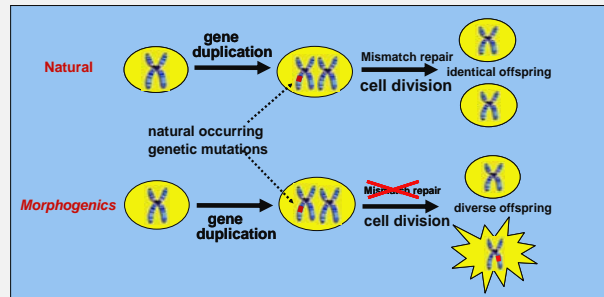 gene
duplication
Natural
Mismatch repair
cell division
identical offspring
natural occurring
genetic mutations
Morphogenics
gene
duplication
Mismatch repair
cell division
diverse offspring